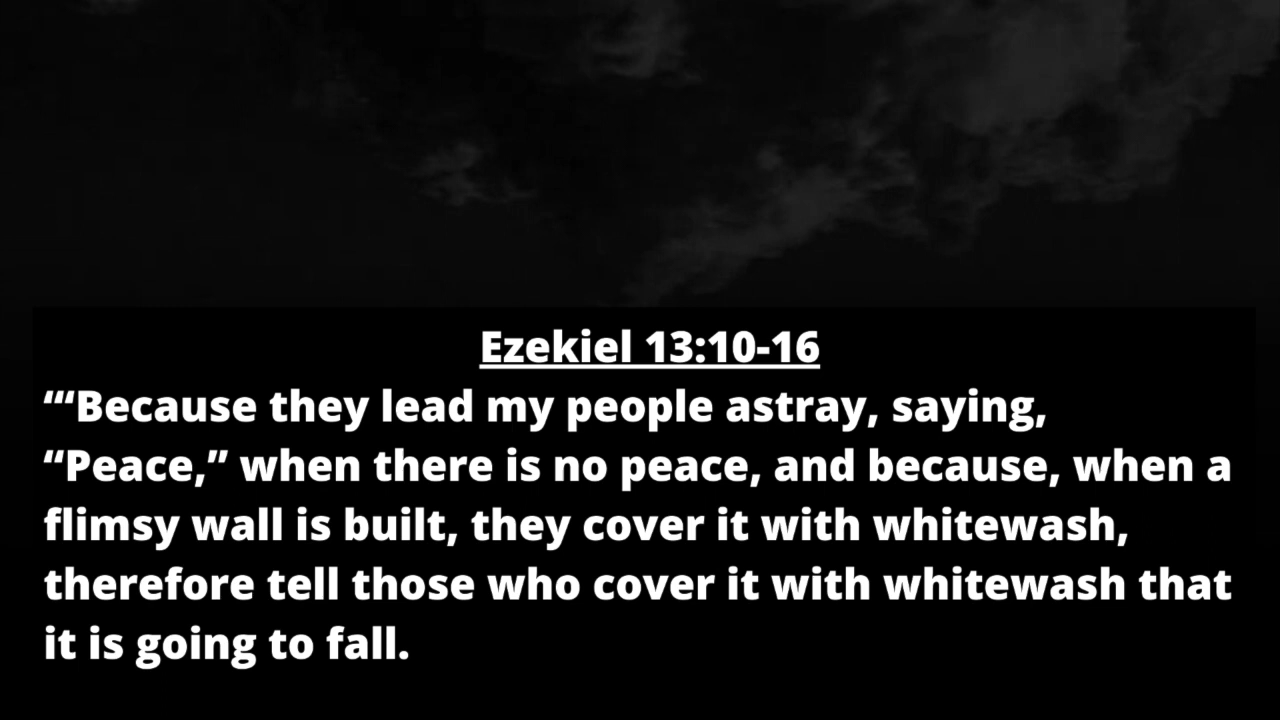 Ezekiel 13:10-16
“‘Because they lead my people astray, saying,
“Peace,” when there is no peace, and because, when a
flimsy wall is built, they cover it with whitewash,
therefore tell those who cover it with whitewash that
it is going to fall.